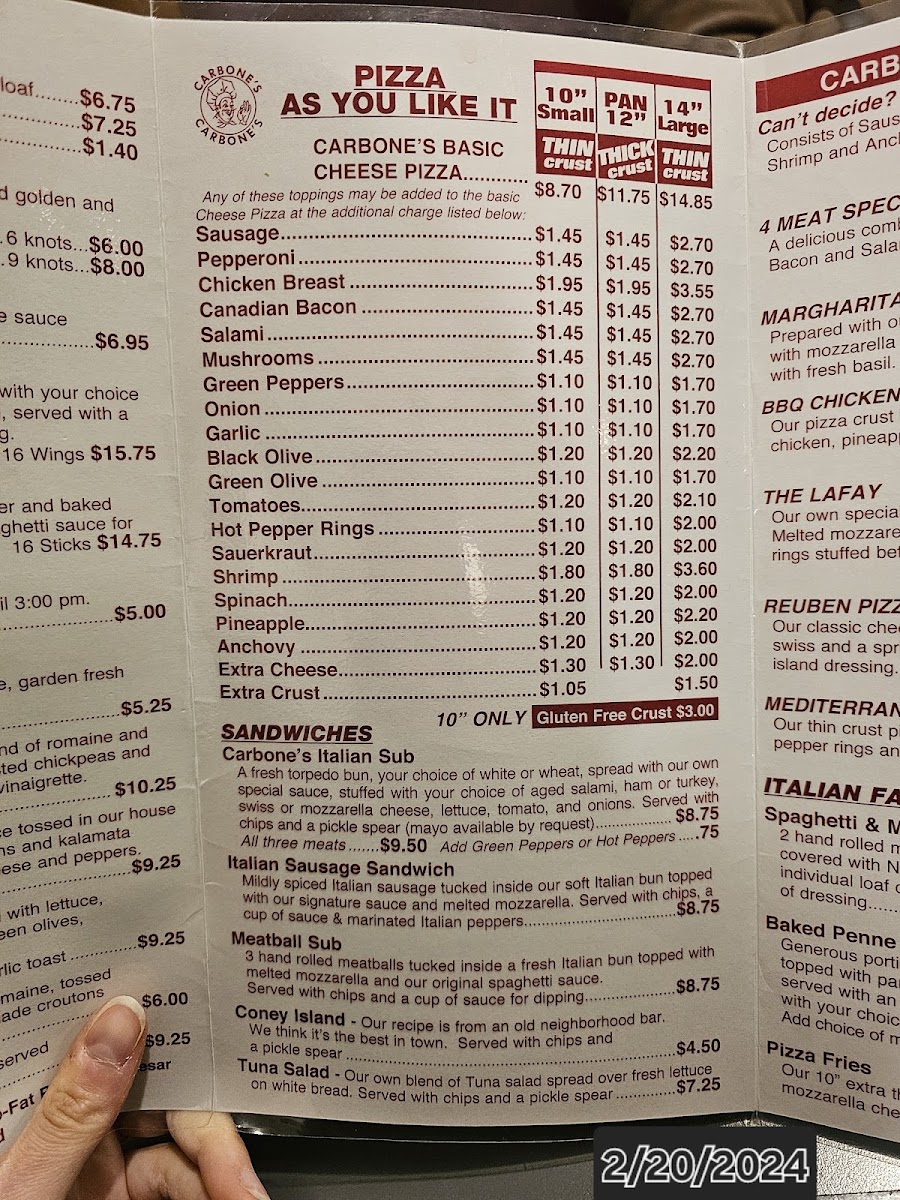 loaf......$6.75
$7.25
$1.40
d golden and
.6 knots...$6.00
.9 knots...$8.00
e sauce
$6.95
with your choice
, served with a
g.
16 Wings $15.75
er and baked
ghetti sauce for
16 Sticks $14.75
il 3:00 pm.
$5.00
e, garden fresh
$5.25
nd of romaine and
sted chickpeas and
vinaigrette.
$10.25
ce tossed in our house
ns and kalamata
eese and peppers.
$9.25
with lettuce,
een olives,
rlic toast $9.25
maine, tossed
ade croutons
$6.00
served $9.25
esar
o-Fat
CARBONE'S
CARBONE'S
PIZZA
AS YOU LIKE IT
10" Small PAN 12" 14" Large
THIN crust THICK crust THIN crust
CARBONE'S BASIC
CHEESE PIZZA........... $8.70 $11.75 $14.85
Any of these toppings may be added to the basic
Cheese Pizza at the additional charge listed below:
Sausage $1.45 $1.45 $2.70
Pepperoni $1.45 $1.45 $2.70
Chicken Breast $1.95 $1.95 $3.55
Canadian Bacon $1.45 $1.45 $2.70
Salami $1.45 $1.45 $2.70
Mushrooms $1.45 $1.45 $2.70
Green Peppers $1.10 $1.10 $1.70
Onion $1.10 $1.10 $1.70
Garlic $1.10 $1.10 $1.70
Black Olive $1.20 $1.20 $2.20
Green Olive $1.10 $1.10 $1.70
Tomatoes $1.20 $1.20 $2.10
Hot Pepper Rings $1.10 $1.10 $2.00
Sauerkraut $1.20 $1.20 $2.00
Shrimp $1.80 $1.80 $3.60
Spinach $1.20 $1.20 $2.00
Pineapple $1.20 $1.20 $2.20
Anchovy $1.20 $1.20 $2.00
Extra Cheese $1.30 $1.30 $2.00
Extra Crust $1.05 $1.50
10" ONLY Gluten Free Crust $3.00
SANDWICHES
Carbone's Italian Sub
A fresh torpedo bun, your choice of white or wheat, spread with our own
special sauce, stuffed with your choice of aged salami, ham or turkey,
swiss or mozzarella cheese, lettuce, tomato, and onions. Served with
chips and a pickle spear (mayo available by request) $8.75
All three meats ......$9.50 Add Green Peppers or Hot Peppers ....75
Italian Sausage Sandwich
Mildly spiced Italian sausage tucked inside our soft Italian bun topped
with our signature sauce and melted mozzarella. Served with chips, a
cup of sauce & marinated Italian peppers $8.75
Meatball Sub
3 hand rolled meatballs tucked inside a fresh Italian bun topped with
melted mozzarella and our original spaghetti sauce.
Served with chips and a cup of sauce for dipping $8.75
Coney Island - Our recipe is from an old neighborhood bar.
We think it's the best in town. Served with chips and
a pickle spear $4.50
Tuna Salad - Our own blend of Tuna salad spread over fresh lettuce
on white bread. Served with chips and a pickle spear $7.25
CARB
Can't decide?
Consists of Saus
Shrimp and Anch
4 MEAT SPEC
A delicious comb
Bacon and Sala
MARGHARITA
Prepared with o
with mozzarella
with fresh basil.
BBQ CHICKEN
Our pizza crust
chicken, pineapp
THE LAFAY
Our own specia
Melted mozzare
rings stuffed bet
REUBEN PIZZ
Our classic chee
swiss and a spr
island dressing.
MEDITERRAN
Our thin crust p
pepper rings an
ITALIAN FA
Spaghetti & M
2 hand rolled m
covered with N
individual loaf o
of dressing......
Baked Penne
Generous porti
topped with pa
served with an
with your choic
Add choice of m
Pizza Fries
Our 10" extra th
mozzarella che
2/20/2024